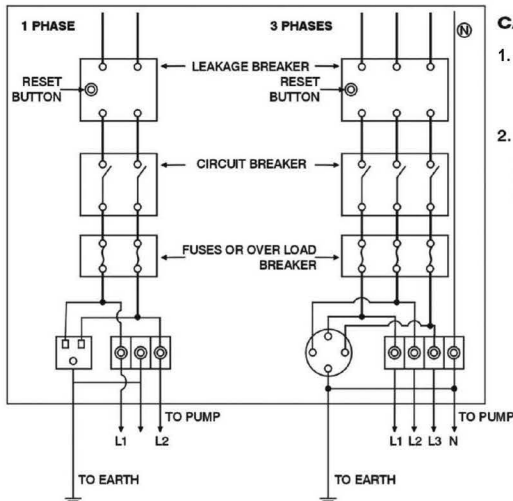 1 PHASE
3 PHASES
N
LEAKAGE BREAKER
RESET
BUTTON
RESET
BUTTON
CIRCUIT BREAKER
FUSES OR OVER LOAD
BREAKER
TO PUMP
TO PUMP
L1
L2
L1
L2
L3
N
TO EARTH
TO EARTH
1.
2.